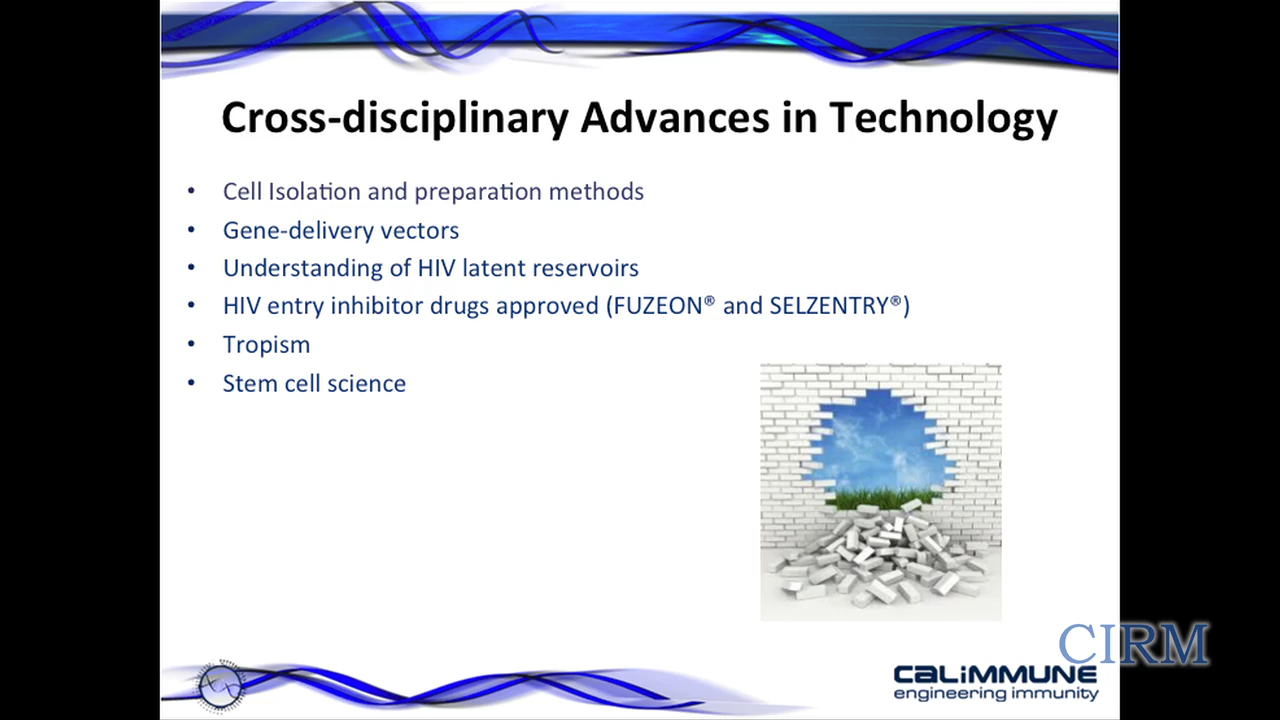 Cross-disciplinary Advances in Technology
• Cell Isolation and preparation methods
• Gene-delivery vectors
• Understanding of HIV latent reservoirs
• HIV entry inhibitor drugs approved (FUZEON® and SELZENTRY®)
• Tropism
• Stem cell science
CIRM
CALIMMUNE
engineering immunity